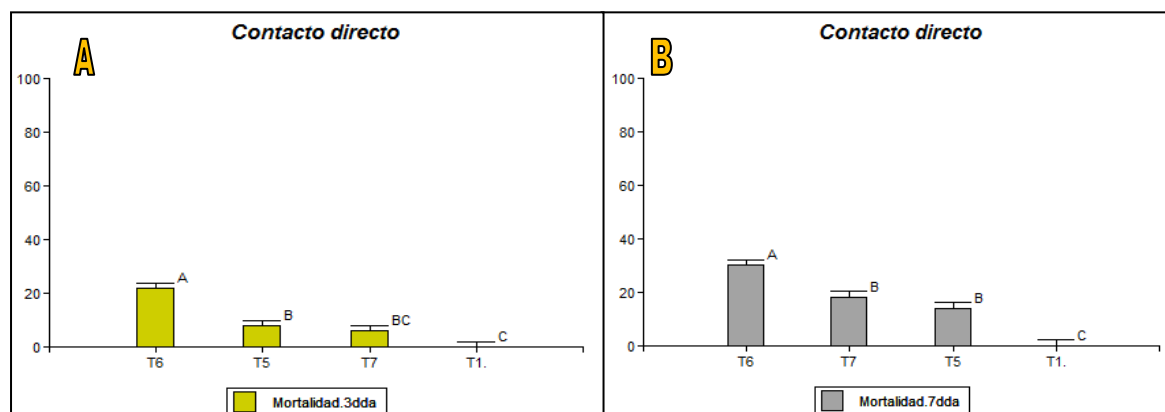 Contacto directo
A
100
80
60
40
20
0
A
B
BC
C
T6 T5 T7 T1.
Mortalidad.3dda
Contacto directo
B
100
80
60
40
20
0
A
B
B
C
T6 T7 T5 T1.
Mortalidad.7dda